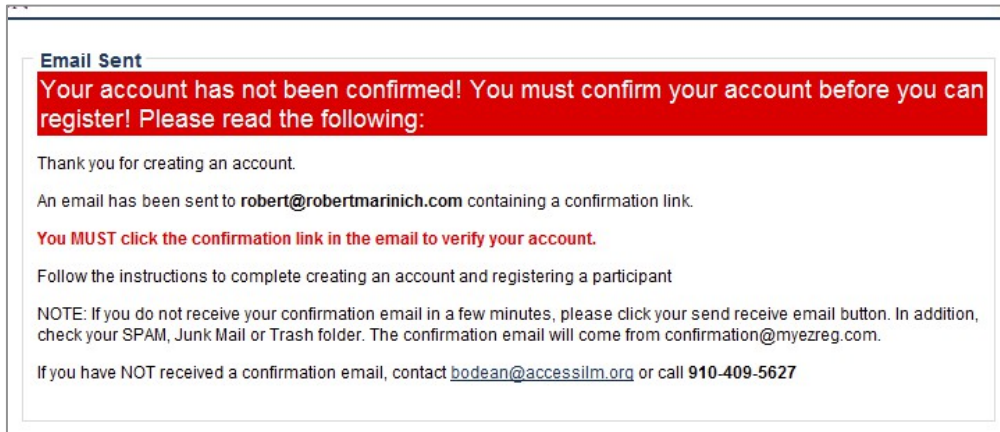 Email Sent
Your account has not been confirmed! You must confirm your account before you can
register! Please read the following:
Thank you for creating an account.
An email has been sent to robert@robertmarinich.com containing a confirmation link.
You MUST click the confirmation link in the email to verify your account.
Follow the instructions to complete creating an account and registering a participant
NOTE: If you do not receive your confirmation email in a few minutes, please click your send receive email button. In addition,
check your SPAM, Junk Mail or Trash folder. The confirmation email will come from confirmation@myezreg.com.
If you have NOT received a confirmation email, contact bodean@accessilm.org or call 910-409-5627